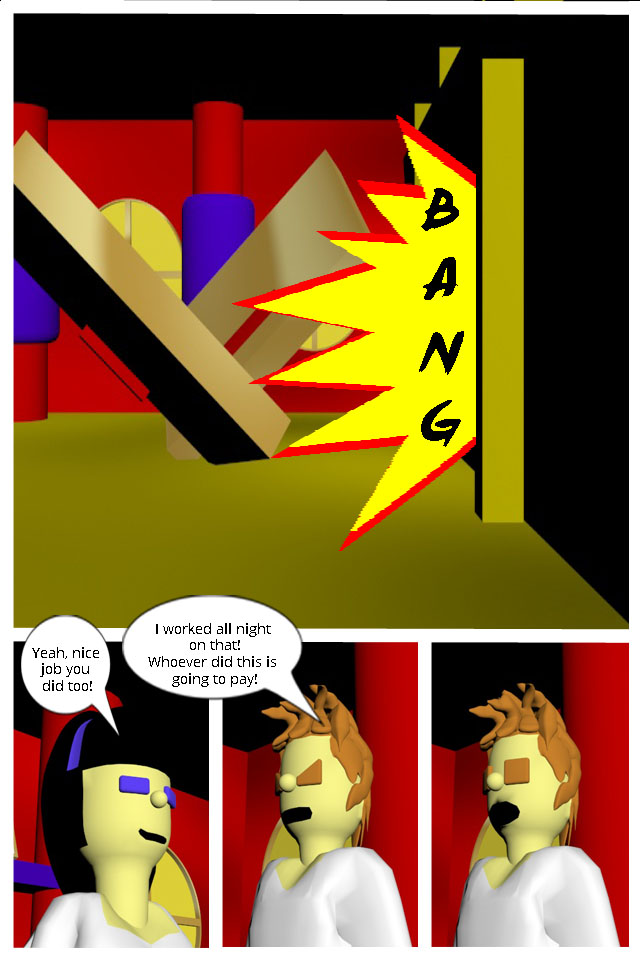 B
A
N
G
Yeah, nice
job you
did too!
I worked all night
on that!
Whoever did this is
going to pay!